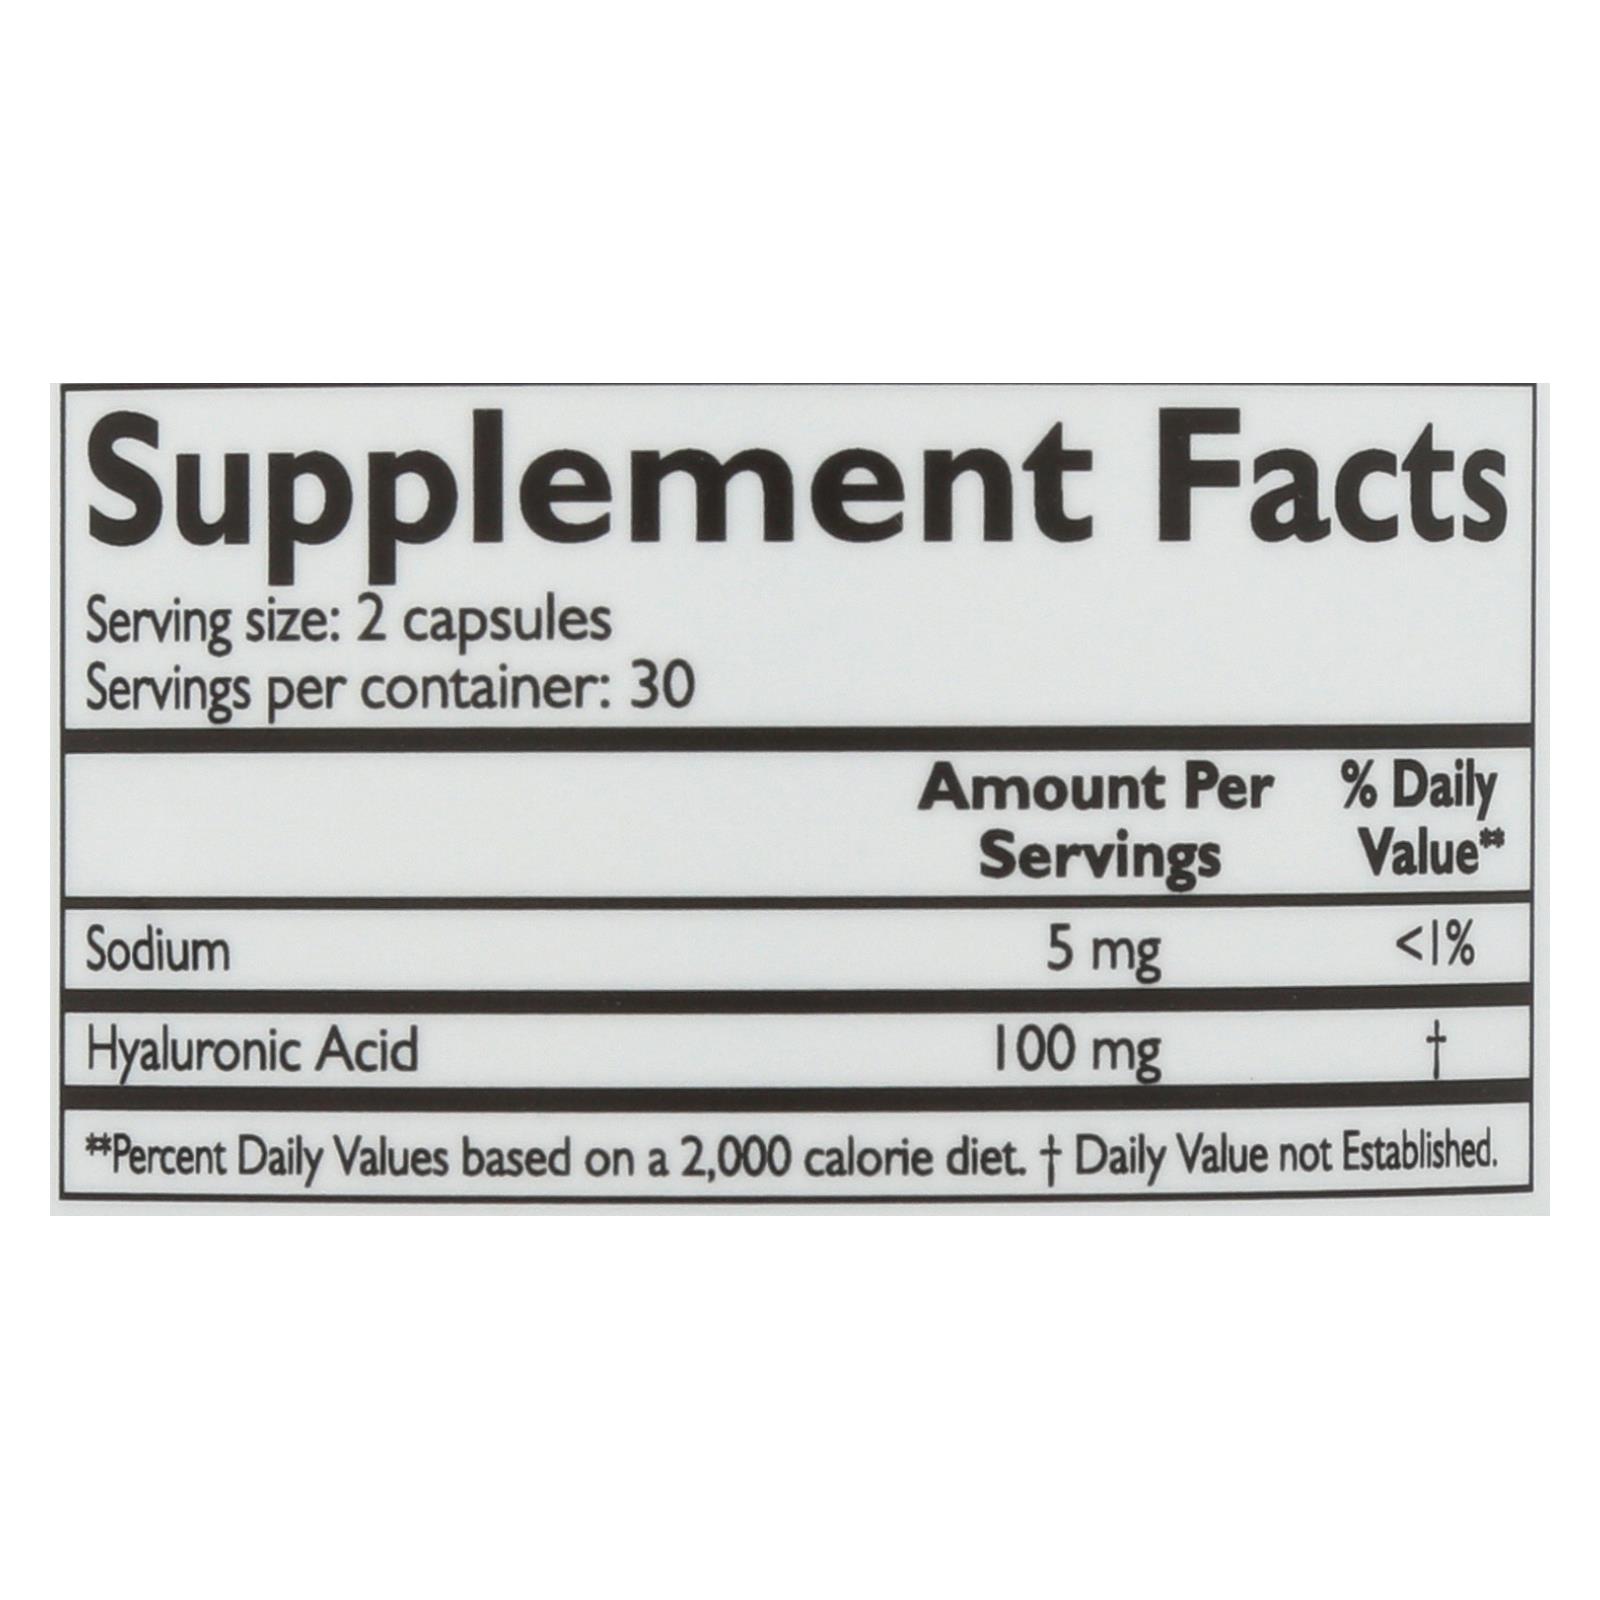 Supplement Facts
Serving size: 2 capsules
Servings per container: 30
Amount Per Servings % Daily Value**
Sodium 5 mg <1%
Hyaluronic Acid 100 mg †
**Percent Daily Values based on a 2,000 calorie diet. † Daily Value not Established.